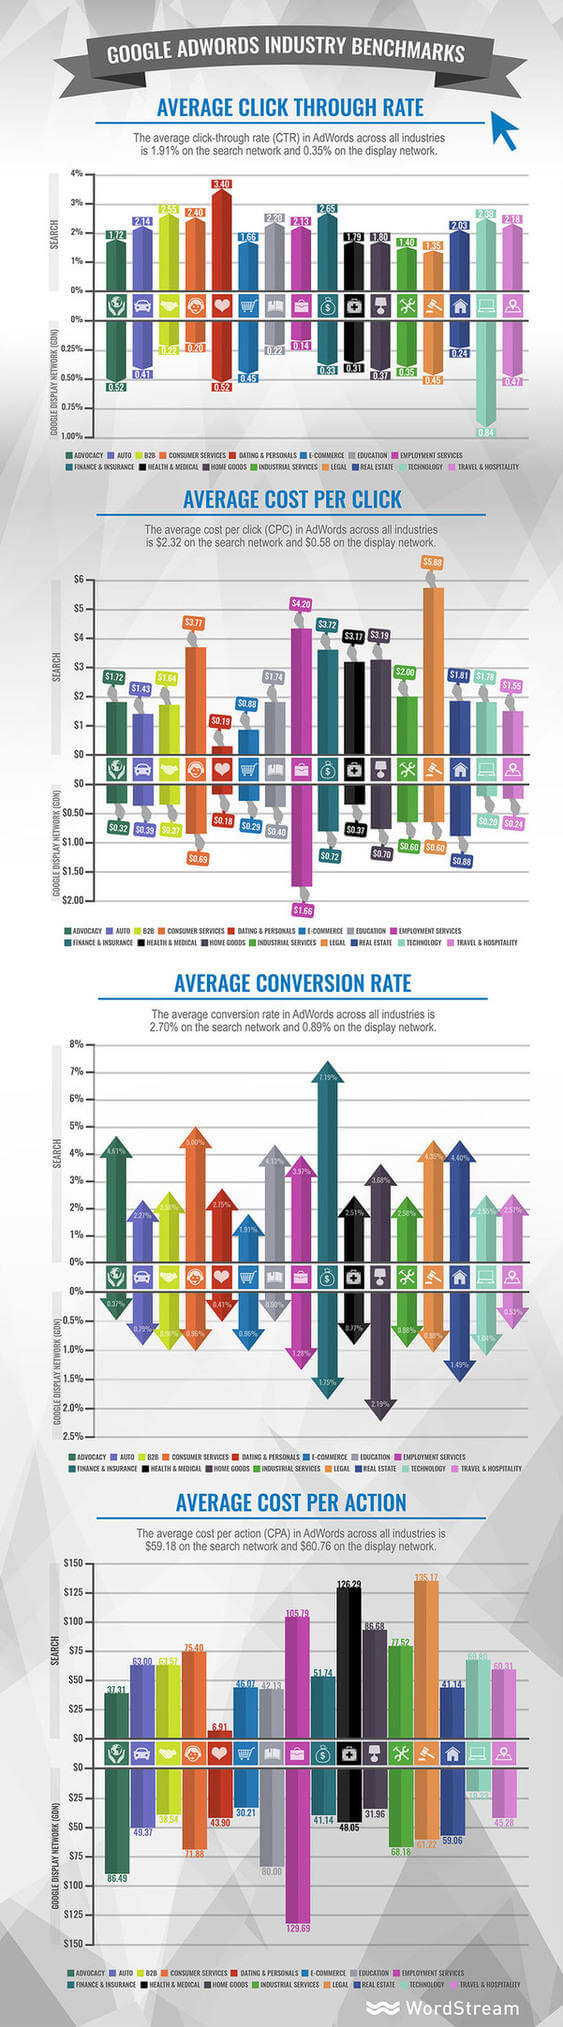 GOOGLE ADWORDS INDUSTRY BENCHMARKS
AVERAGE CLICK THROUGH RATE
The average click-through rate (CTR) in AdWords across all industries
is 1.91% on the search network and 0.35% on the display network.
4%
3%
2%
1%
0%
SEARCH
1.72 2.14 2.55 2.40 3.40 1.66 2.20 2.13 2.65 1.79 1.80 1.40 1.35 2.03 2.38 2.18
0%
0.25%
0.50%
0.75%
1.00%
GOOGLE DISPLAY NETWORK (GDN)
0.52 0.41 0.22 0.20 0.52 0.45 0.22 0.14 0.33 0.31 0.37 0.35 0.45 0.24 0.84 0.47
ADVOCACY AUTO B2B CONSUMER SERVICES DATING & PERSONALS E-COMMERCE EDUCATION EMPLOYMENT SERVICES
FINANCE & INSURANCE HEALTH & MEDICAL HOME GOODS INDUSTRIAL SERVICES LEGAL REAL ESTATE TECHNOLOGY TRAVEL & HOSPITALITY
AVERAGE COST PER CLICK
The average cost per click (CPC) in AdWords across all industries
is $2.32 on the search network and $0.58 on the display network.
$6
$5
$4
$3
$2
$1
$0
SEARCH
$1.72 $1.43 $1.64 $3.77 $0.19 $0.88 $1.74 $4.20 $3.72 $3.17 $3.19 $2.00 $5.88 $1.81 $1.78 $1.55
$0
$0.50
$1.00
$1.50
$2.00
GOOGLE DISPLAY NETWORK (GDN)
$0.32 $0.39 $0.37 $0.69 $0.18 $0.29 $0.40 $1.66 $0.72 $0.37 $0.70 $0.60 $0.60 $0.88 $0.20 $0.24
ADVOCACY AUTO B2B CONSUMER SERVICES DATING & PERSONALS E-COMMERCE EDUCATION EMPLOYMENT SERVICES
FINANCE & INSURANCE HEALTH & MEDICAL HOME GOODS INDUSTRIAL SERVICES LEGAL REAL ESTATE TECHNOLOGY TRAVEL & HOSPITALITY
AVERAGE CONVERSION RATE
The average conversion rate in AdWords across all industries is
2.70% on the search network and 0.89% on the display network.
8%
7%
6%
5%
4%
3%
2%
1%
0%
SEARCH
4.61% 2.27% 5.00% 2.75% 1.91% 4.13% 3.97% 7.19% 2.51% 3.68% 2.58% 4.35% 4.40% 2.55% 2.57%
0%
0.5%
1.0%
1.5%
2.0%
2.5%
GOOGLE DISPLAY NETWORK (GDN)
0.37% 0.79% 0.96% 0.96% 0.41% 0.96% 0.50% 1.28% 1.75% 0.77% 2.19% 0.88% 1.49% 1.04% 0.53%
ADVOCACY AUTO B2B CONSUMER SERVICES DATING & PERSONALS E-COMMERCE EDUCATION EMPLOYMENT SERVICES
FINANCE & INSURANCE HEALTH & MEDICAL HOME GOODS INDUSTRIAL SERVICES LEGAL REAL ESTATE TECHNOLOGY TRAVEL & HOSPITALITY
AVERAGE COST PER ACTION
The average cost per action (CPA) in AdWords across all industries is
$59.18 on the search network and $60.76 on the display network.
$150
$125
$100
$75
$50
$25
$0
SEARCH
37.31 63.00 63.57 75.40 6.91 46.07 42.13 105.79 51.74 126.29 86.68 77.52 135.17 41.14 69.80 60.31
$0
$25
$50
$75
$100
$125
$150
GOOGLE DISPLAY NETWORK (GDN)
86.49 49.37 38.54 71.88 43.90 30.21 80.00 129.69 41.14 48.05 31.96 68.18 61.22 59.06 19.22 45.28
ADVOCACY AUTO B2B CONSUMER SERVICES DATING & PERSONALS E-COMMERCE EDUCATION EMPLOYMENT SERVICES
FINANCE & INSURANCE HEALTH & MEDICAL HOME GOODS INDUSTRIAL SERVICES LEGAL REAL ESTATE TECHNOLOGY TRAVEL & HOSPITALITY
WordStream